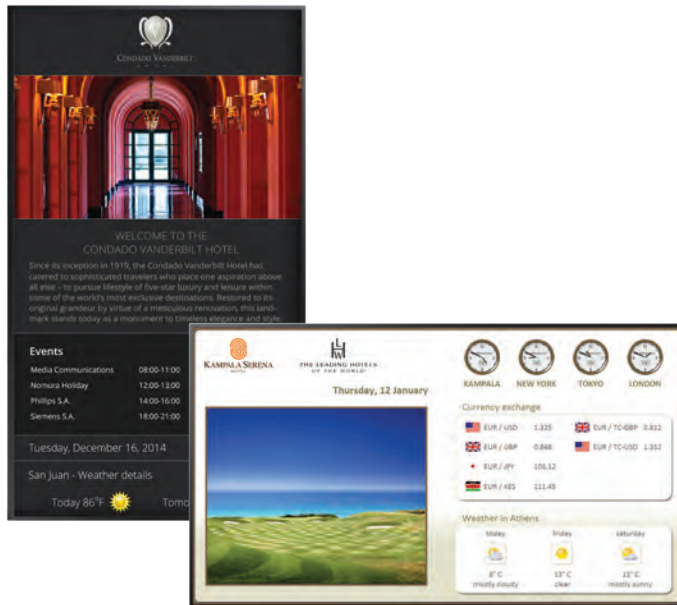 CONDADO VANDERBILT
WELCOME TO THE
CONDADO VANDERBILT HOTEL
Since its inception in 1919, the Condado Vanderbilt Hotel has
catered to sophisticated travelers who place one aspiration above
all else – to pursue lifestyle of five-star luxury and leisure within
some of the world's most exclusive destinations. Restored to its
original grandeur by virtue of a meticulous renovation, this land-
mark stands today as a monument to timeless elegance and style.
Events
Media Communications 08:00-11:00
Nomura Holiday 12:00-13:00
Phillips S.A. 14:00-16:00
Siemens S.A. 18:00-21:00
Tuesday, December 16, 2014
San Juan - Weather details
Today 86°F Tomo
KAMPALA SERENA
HOTEL
THE LEADING HOTELS
OF THE WORLD
Thursday, 12 January
KAMPALA NEW YORK TOKYO LONDON
Currency exchange
EUR / USD 1.325 EUR / TC-GBP 0.832
EUR / GBP 0.848 EUR / TC-USD 1.352
EUR / JPY 103.12
EUR / KES 111.45
Weather in Athens
today friday saturday
8° C 13° C 15° C
mostly cloudy clear mostly sunny